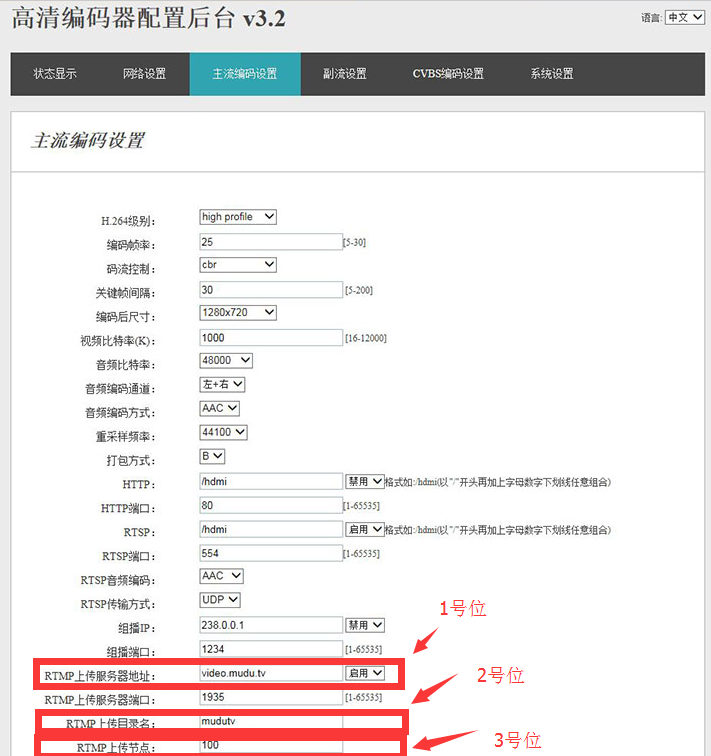 高清编码器配置后台 v3.2
语言: 中文
状态显示 网络设置 主流编码设置 副流设置 CVBS编码设置 系统设置
主流编码设置
H.264级别: high profile
编码帧率: 25 [5-30]
码流控制: cbr
关键帧间隔: 30 [5-200]
编码后尺寸: 1280x720
视频比特率(K): 1000 [16-12000]
音频比特率: 48000
音频编码通道: 左+右
音频编码方式: AAC
重采样频率: 44100
打包方式: B
HTTP: /hdmi 禁用 格式如:/hdmi(以"/"开头再加上字母数字下划线任意组合)
HTTP端口: 80 [1-65535]
RTSP: /hdmi 启用 格式如:/hdmi(以"/"开头再加上字母数字下划线任意组合)
RTSP端口: 554 [1-65535]
RTSP音频编码: AAC
RTSP传输方式: UDP
组播IP: 238.0.0.1 禁用
1号位
组播端口: 1234 [1-65535]
RTMP上传服务器地址: video.mudu.tv 启用
2号位
RTMP上传服务器端口: 1935 [1-65535]
RTMP上传目录名: mudutv
3号位
RTMP上传节点: 100